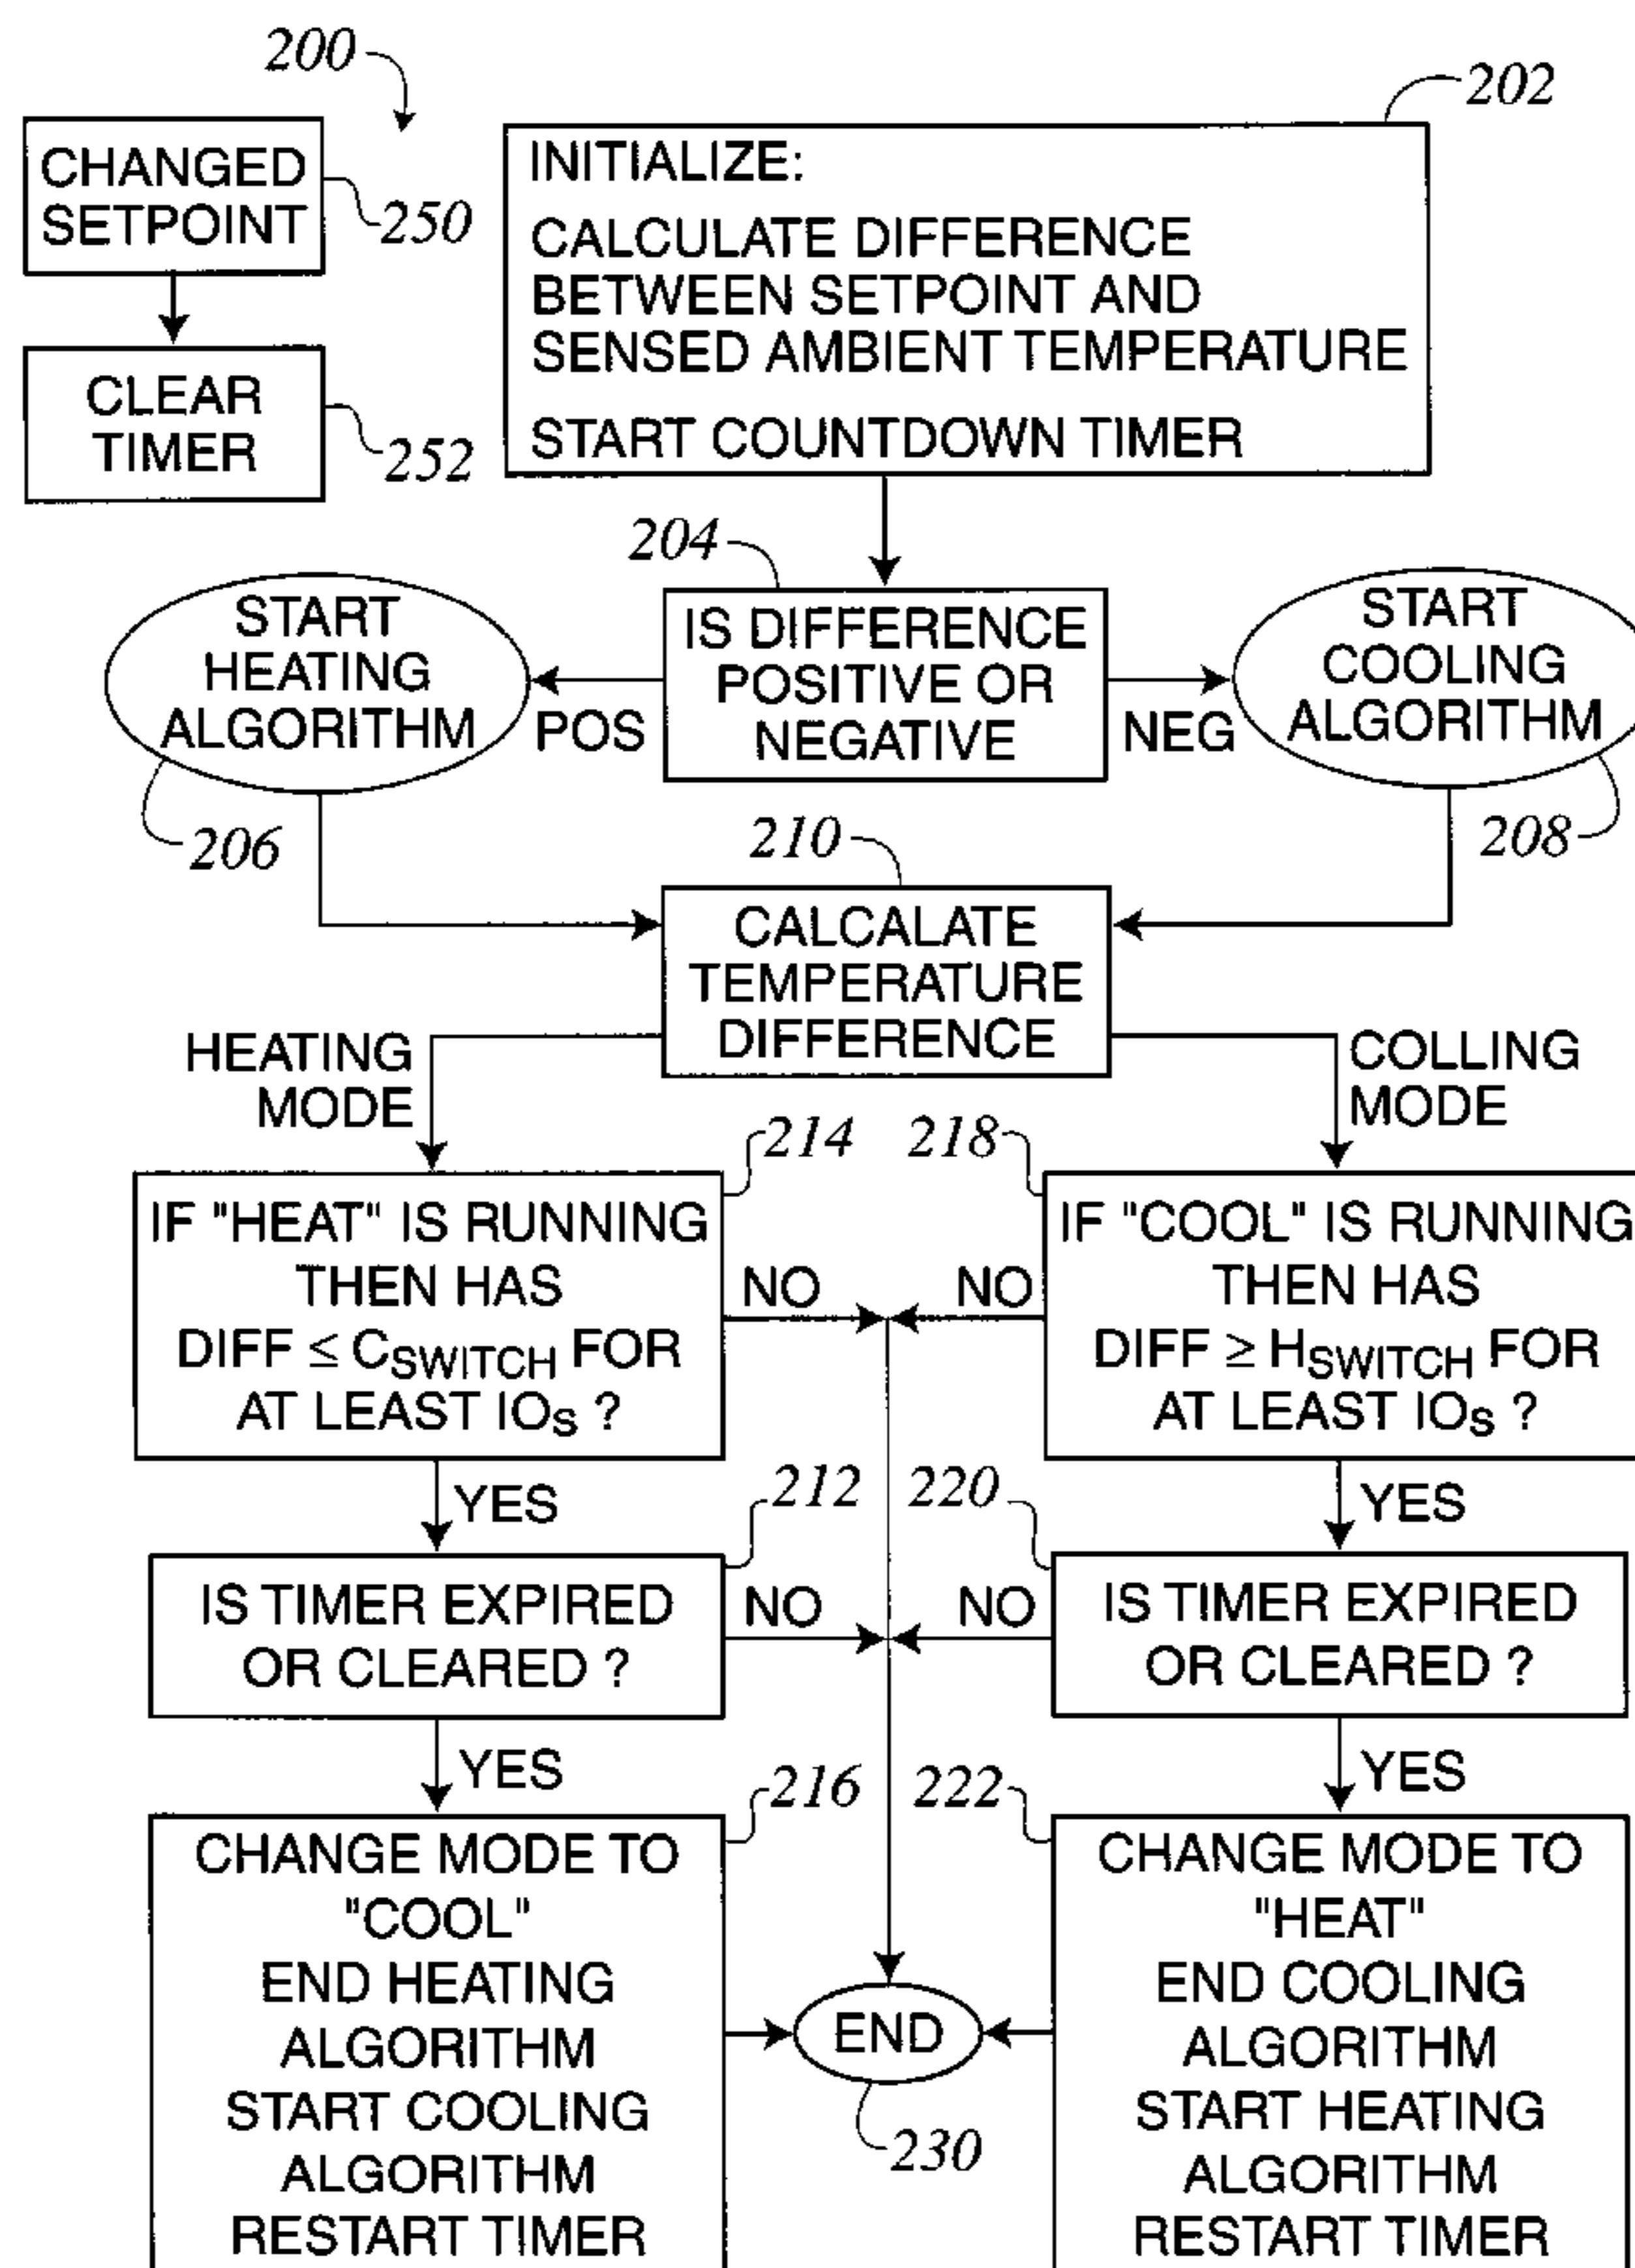 200
202
CHANGED
SETPOINT
250
CLEAR
TIMER
252
INITIALIZE:
CALCULATE DIFFERENCE
BETWEEN SETPOINT AND
SENSED AMBIENT TEMPERATURE
START COUNTDOWN TIMER
204
START
HEATING
ALGORITHM
206
POS
IS DIFFERENCE
POSITIVE OR
NEGATIVE
NEG
START
COOLING
ALGORITHM
208
210
CALCALATE
TEMPERATURE
DIFFERENCE
HEATING
MODE
COLLING
MODE
214
218
IF "HEAT" IS RUNNING
THEN HAS
DIFF ≤ CSWITCH FOR
AT LEAST IOs ?
NO
NO
IF "COOL" IS RUNNING
THEN HAS
DIFF ≥ HSWITCH FOR
AT LEAST IOs ?
YES
212
220
YES
IS TIMER EXPIRED
OR CLEARED ?
NO
NO
IS TIMER EXPIRED
OR CLEARED ?
YES
216
222
YES
CHANGE MODE TO
"COOL"
END HEATING
ALGORITHM
START COOLING
ALGORITHM
RESTART TIMER
END
230
CHANGE MODE TO
"HEAT"
END COOLING
ALGORITHM
START HEATING
ALGORITHM
RESTART TIMER